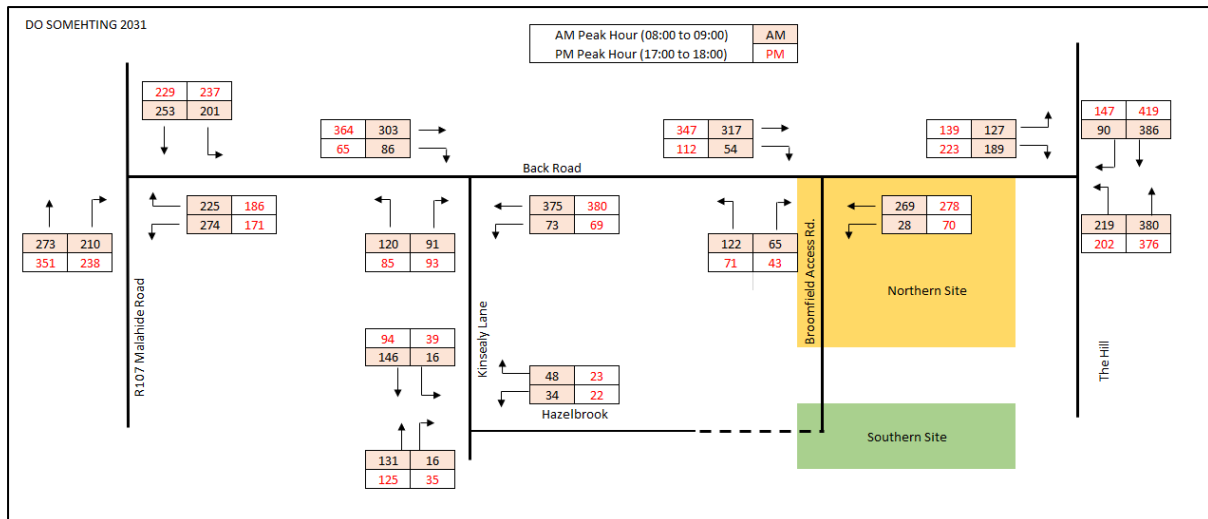 DO SOMEHTING 2031
AM Peak Hour (08:00 to 09:00) AM
PM Peak Hour (17:00 to 18:00) PM
229 237
253 201
364 303
65 86
347 317
112 54
139 127
223 189
147 419
90 386
Back Road
225 186
274 171
273 210
351 238
120 91
85 93
375 380
73 69
122 65
71 43
269 278
28 70
219 380
202 376
R107 Malahide Road
Kinsealy Lane
Broomfield Access Rd.
Northern Site
The Hill
94 39
146 16
48 23
34 22
Hazelbrook
131 16
125 35
Southern Site